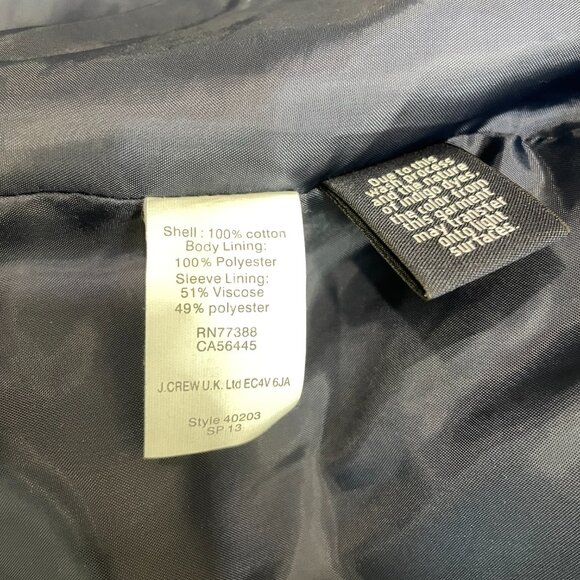 Shell : 100% cotton
Body Lining:
100% Polyester
Sleeve Lining:
51% Viscose
49% polyester
RN77388
CA56445
J.CREW U.K. Ltd EC4V 6JA
Style 40203
SP 13
Due to the
wash process
and the nature
of indigo dyes,
the color from
this garment
may transfer
onto light
surfaces.